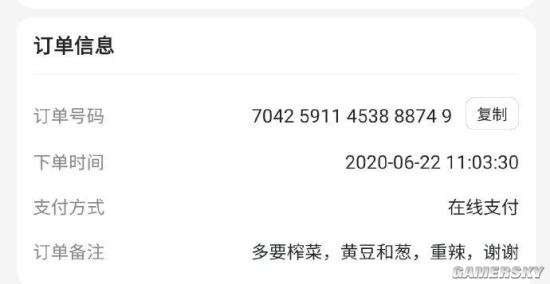 订单信息
订单号码 7042 5911 4538 8874 9 复制
下单时间 2020-06-22 11:03:30
支付方式 在线支付
订单备注 多要榨菜，黄豆和葱，重辣，谢谢
GAMERSKY